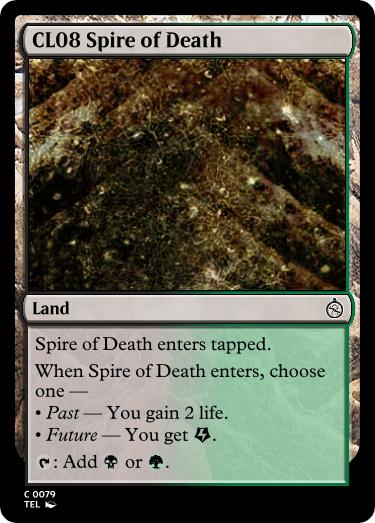 CL08 Spire of Death
Land
Spire of Death enters tapped.
When Spire of Death enters, choose
one —
• Past — You gain 2 life.
• Future — You get .
: Add or .
C 0079
TEL